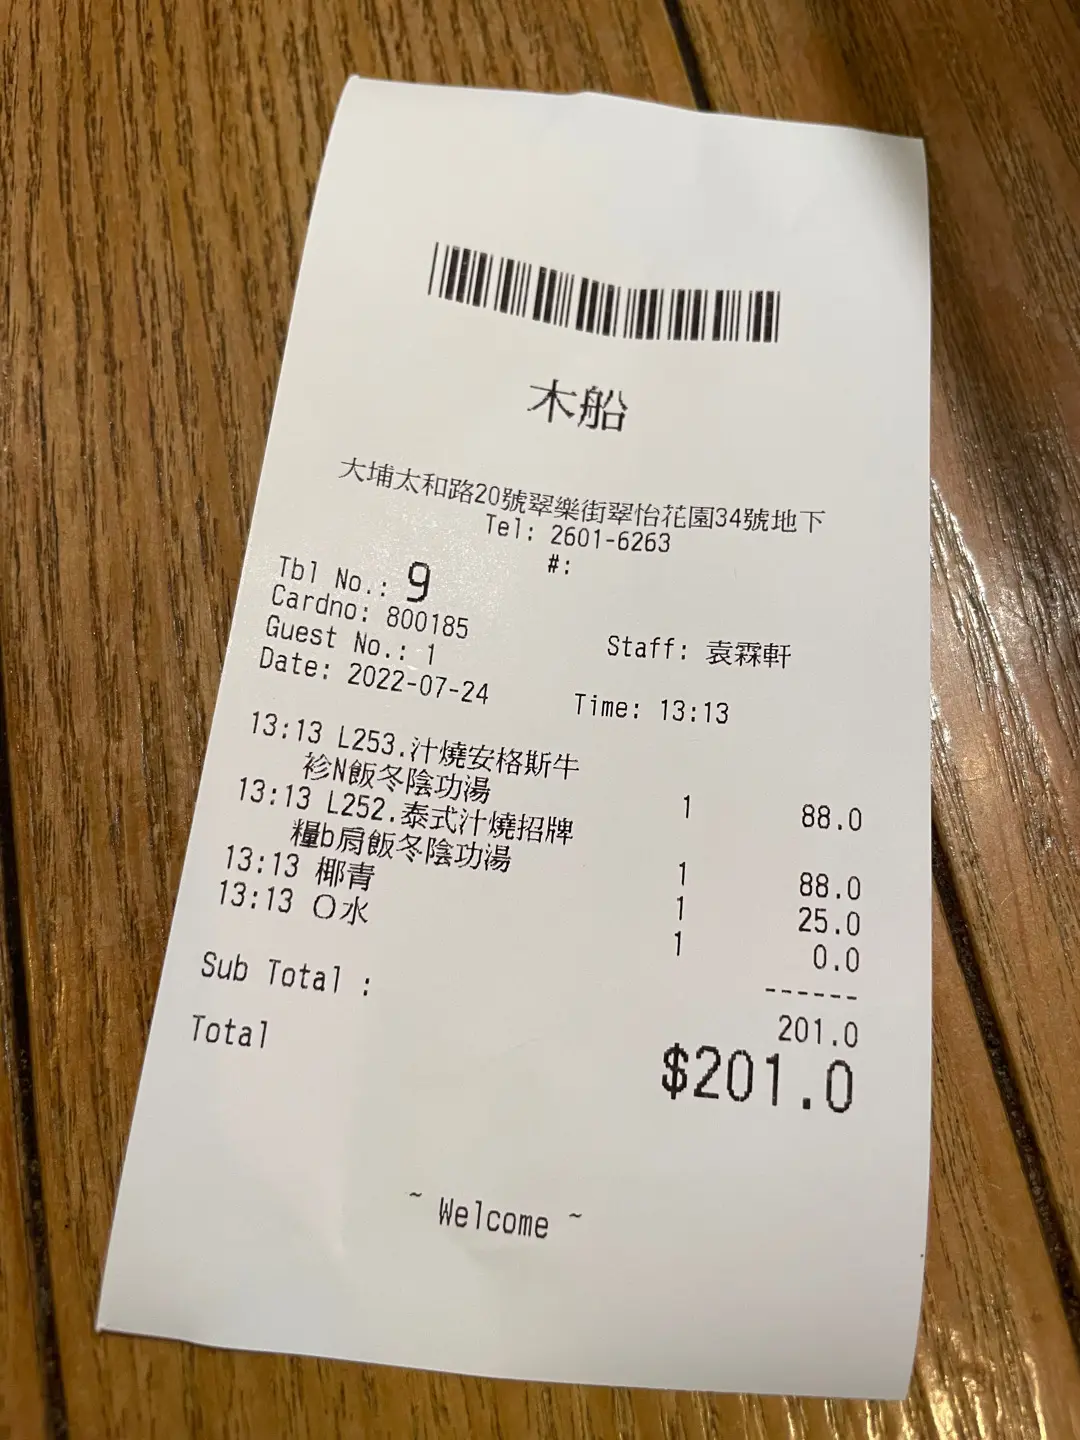 木船
大埔太和路20號翠樂街翠怡花園34號地下
Tel: 2601-6263
#:
Tbl No.: 9
Cardno: 800185
Guest No.: 1 Staff: 袁霖軒
Date: 2022-07-24 Time: 13:13
13:13 L253.汁燒安格斯牛
衫N飯冬陰功湯 1 88.0
13:13 L252.泰式汁燒招牌
糧b肩飯冬陰功湯 1 88.0
13:13 椰青 1 25.0
13:13 O水 1 0.0
------
Sub Total : 201.0
Total $201.0
~ Welcome ~